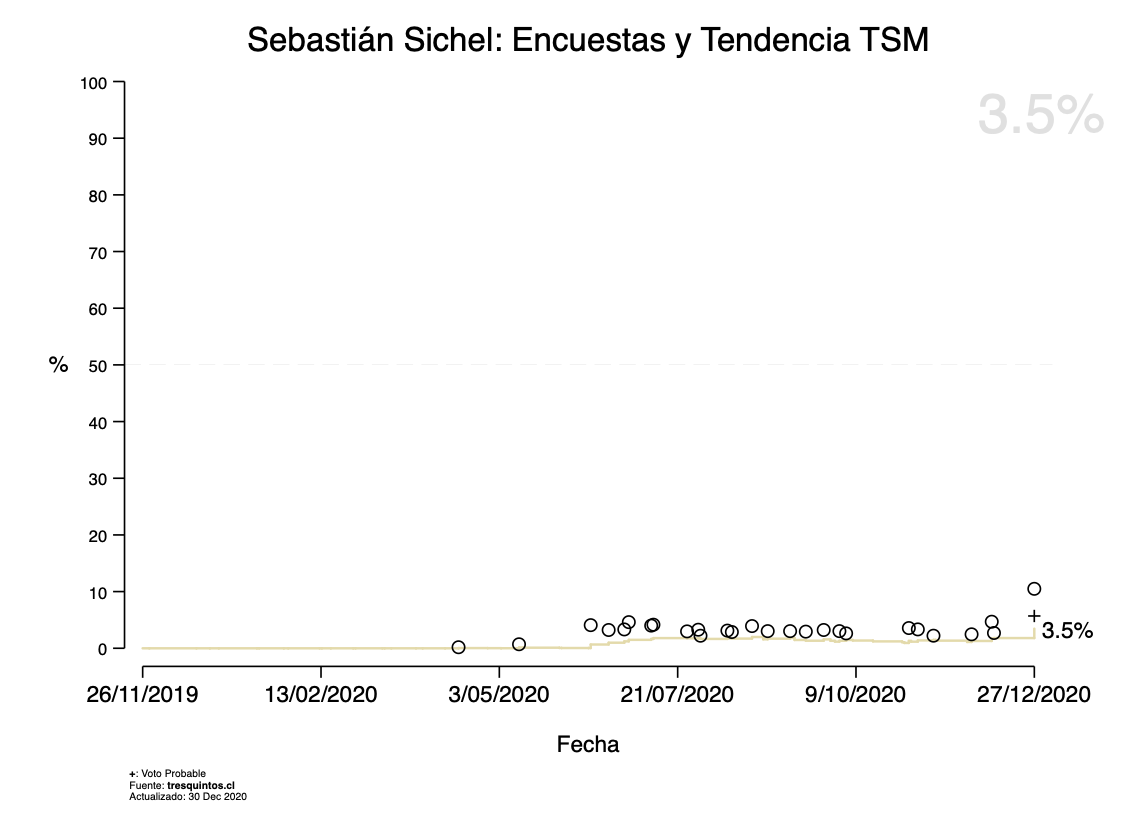 Sebastián Sichel: Encuestas y Tendencia TSM
3.5%
100
90
80
70
60
% 50
40
30
20
10
0
3.5%
26/11/2019 13/02/2020 3/05/2020 21/07/2020 9/10/2020 27/12/2020
Fecha
+: Voto Probable
Fuente: tresquintos.cl
Actualizado: 30 Dec 2020